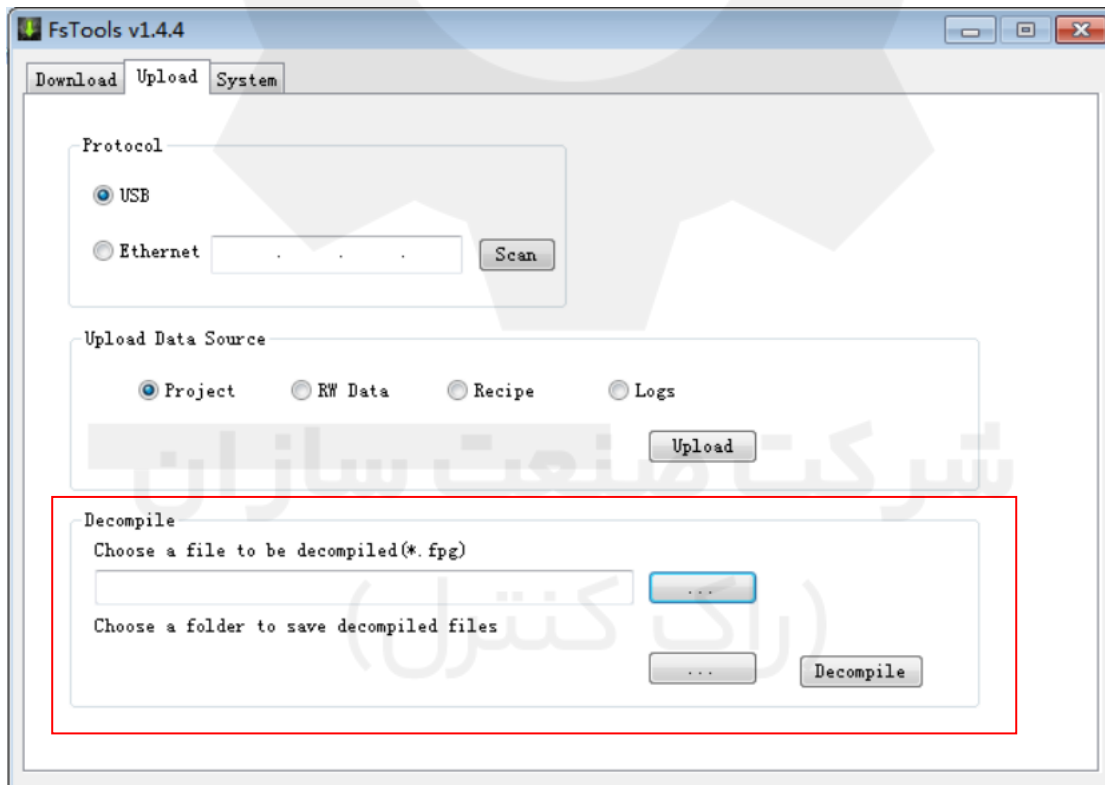 FsTools v1.4.4
Download Upload System
Protocol
USB
Ethernet . . . Scan
Upload Data Source
Project RW Data Recipe Logs
Upload
شرکت صنعت سازان
Decompile
Choose a file to be decompiled(*.fpg)
...
(راک کنترل)
Choose a folder to save decompiled files
... Decompile